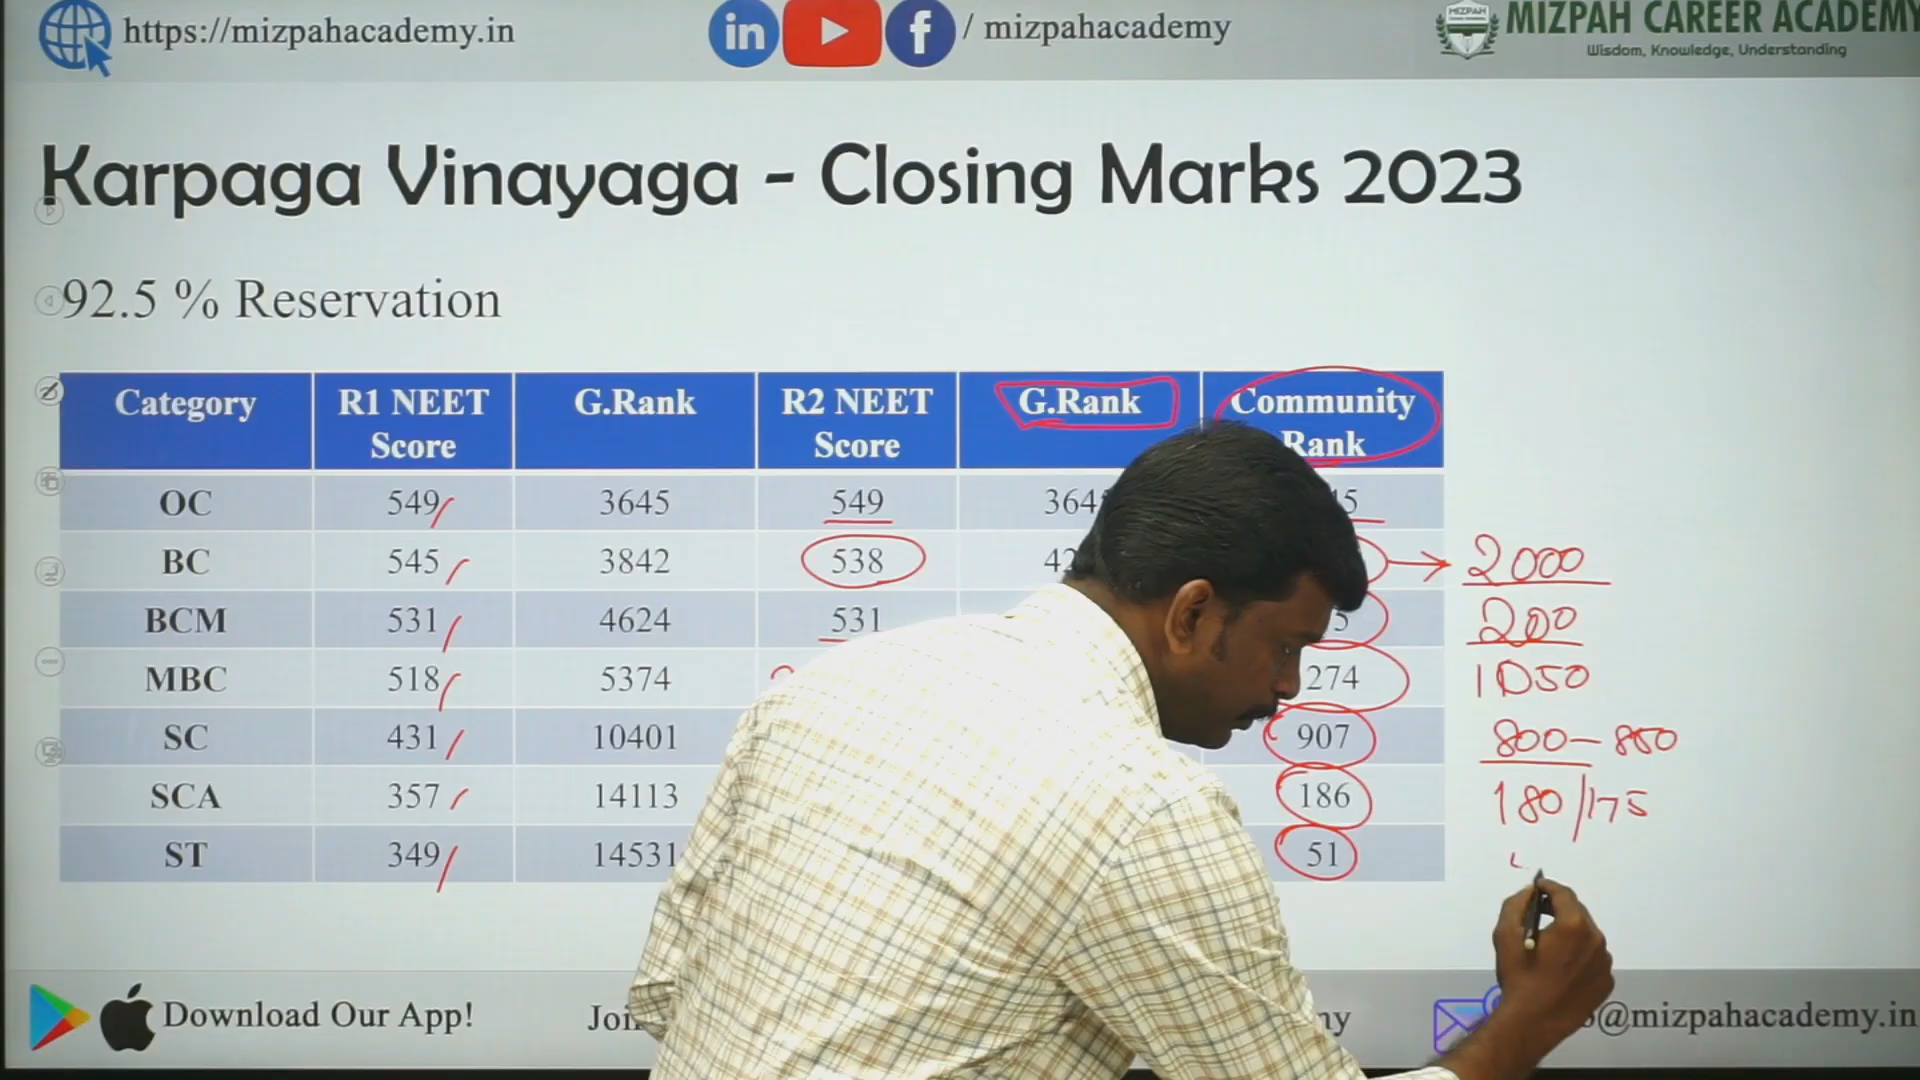 https://mizpahacademy.in
in f / mizpahacademy
MIZPAH
MIZPAH CAREER ACADEMY
Wisdom, Knowledge, Understanding
Karpaga Vinayaga - Closing Marks 2023
92.5 % Reservation
Category R1 NEET Score G.Rank R2 NEET Score G.Rank Community Rank
OC 549 3645 549
BC 545 3842 538 2000
BCM 531 4624 531 200
MBC 518 5374 274 1050
SC 431 10401 907 800-850
SCA 357 14113 186 180/175
ST 349 14531 51
Download Our App!
@mizpahacademy.in